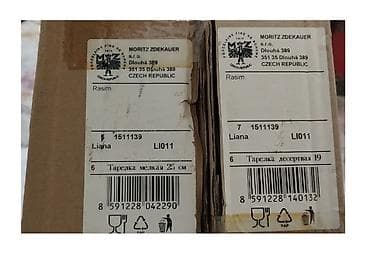 MORITZ ZDEKAUER
s.r.o.
Dlouhá 389
351 35 Dlouhá 389
CZECH REPUBLIC
Rasim
1511139
Liana LI011
6 Тарелка мелкая 25 см
8 591228 042290
MORITZ ZDEKAUER
s.r.o.
Dlouhá 389
351 35 Dlouhá 389
CZECH REPUBLIC
Rasim
7 1511139
Liana LI011
6 Тарелка десертная 19
8 591228 140132